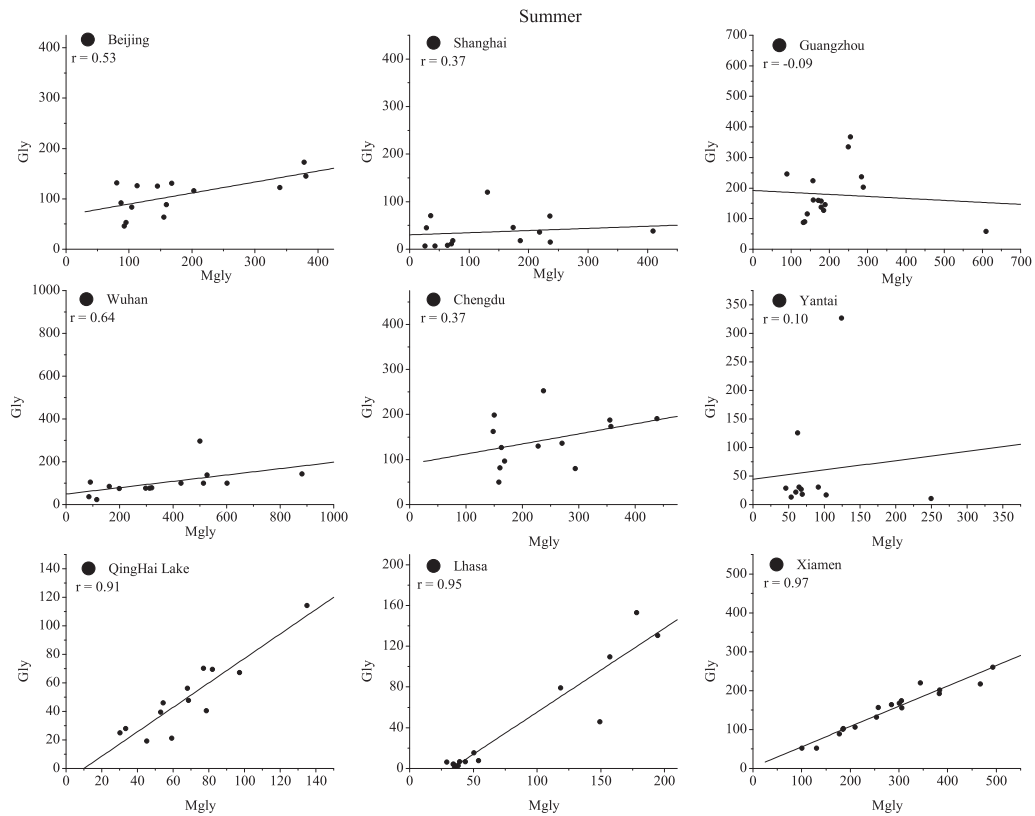 Summer
Beijing
r = 0.53
400
300
200
100
0
Gly
0 100 200 300 400
Mgly
Shanghai
r = 0.37
400
300
200
100
0
Gly
0 100 200 300 400
Mgly
Guangzhou
r = -0.09
700
600
500
400
300
200
100
0
Gly
0 100 200 300 400 500 600 700
Mgly
Wuhan
r = 0.64
1000
800
600
400
200
0
Gly
0 200 400 600 800 1000
Mgly
Chengdu
r = 0.37
400
300
200
100
0
Gly
0 100 200 300 400
Mgly
Yantai
r = 0.10
350
300
250
200
150
100
50
0
Gly
0 50 100 150 200 250 300 350
Mgly
QingHai Lake
r = 0.91
140
120
100
80
60
40
20
0
Gly
0 20 40 60 80 100 120 140
Mgly
Lhasa
r = 0.95
200
160
120
80
40
0
Gly
0 50 100 150 200
Mgly
Xiamen
r = 0.97
500
400
300
200
100
0
Gly
0 100 200 300 400 500
Mgly